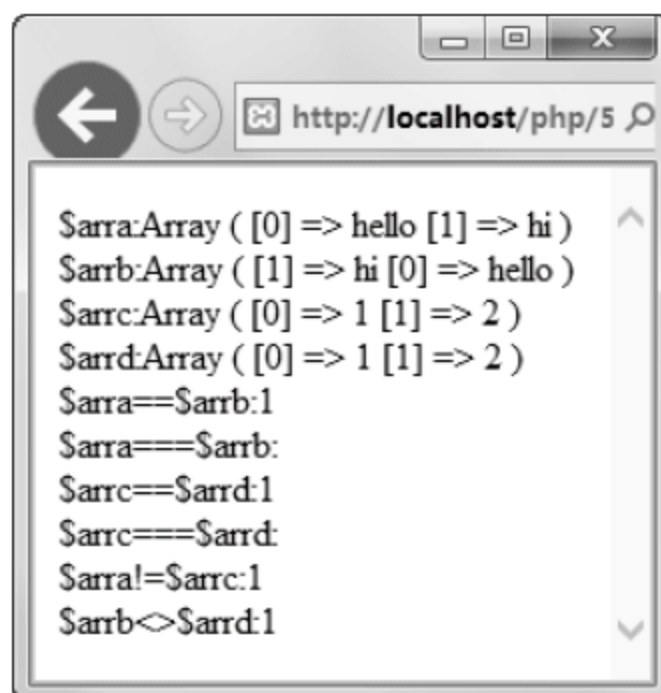 http://localhost/php/5
$arra:Array ( [0] => hello [1] => hi )
$arrb:Array ( [1] => hi [0] => hello )
$arrc:Array ( [0] => 1 [1] => 2 )
$arrd:Array ( [0] => 1 [1] => 2 )
$arra==$arrb:1
$arra===$arrb:
$arrc==$arrd:1
$arrc===$arrd:
$arra!=$arrc:1
$arrb<>$arrd:1